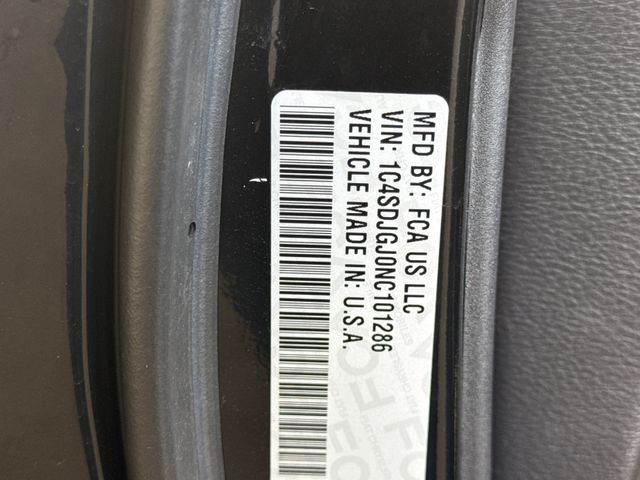 MFD BY: FCA US LLC
VIN: 1C4SDJGJ0NC101286
VEHICLE MADE IN: U.S.A.